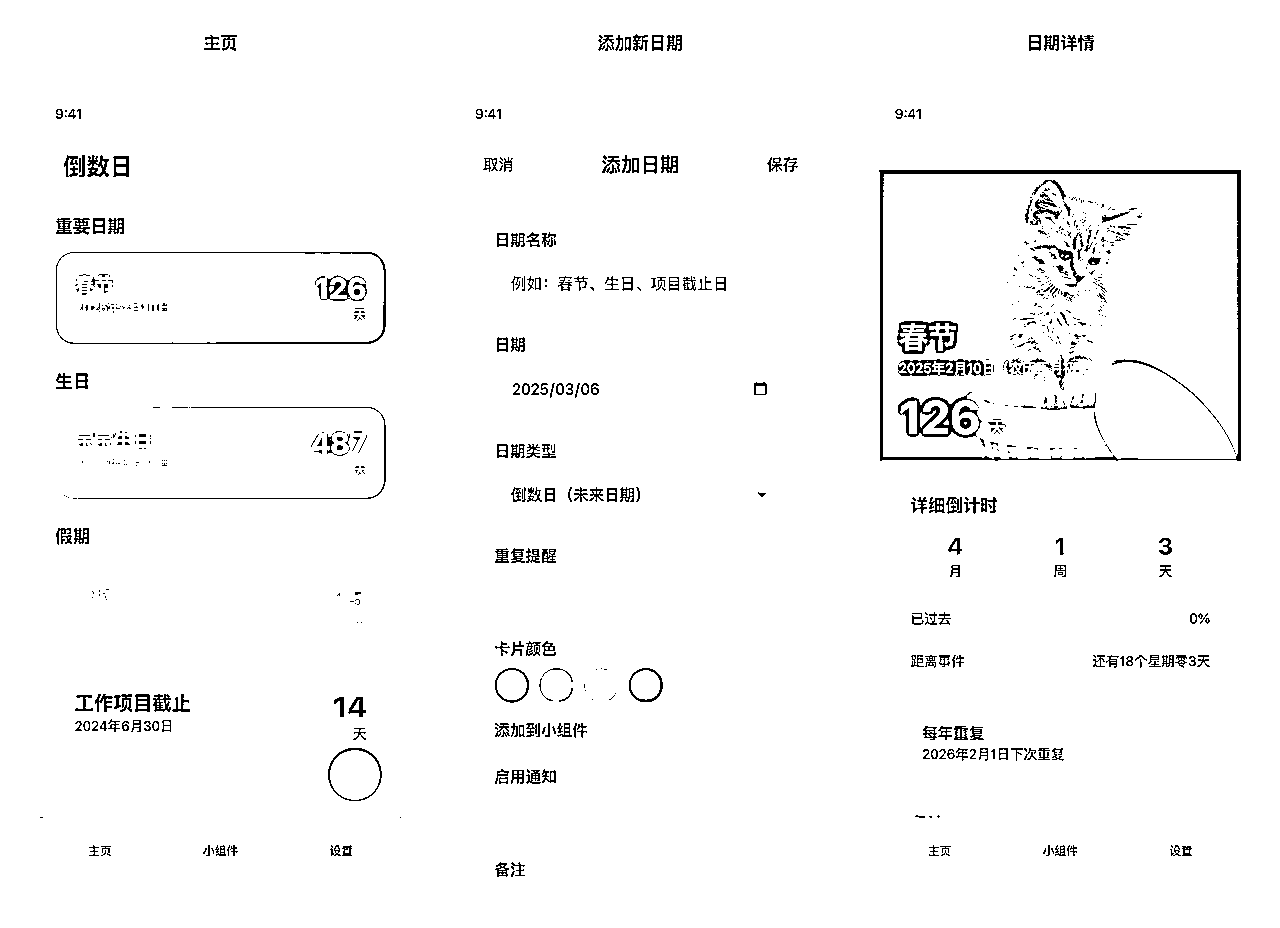 主页
9:41
倒数日
重要日期
春节
126
天
生日
487
天
假期
工作项目截止
2024年6月30日
14
天
主页
小组件
设置
添加新日期
9:41
取消
添加日期
保存
日期名称
例如：春节、生日、项目截止日
日期
2025/03/06
日期类型
倒数日（未来日期）
重复提醒
卡片颜色
添加到小组件
启用通知
备注
日期详情
9:41
春节
2025年2月10日
126
天
详细倒计时
4
月
1
周
3
天
已过去
0%
距离事件
还有18个星期零3天
每年重复
2026年2月1日下次重复
主页
小组件
设置